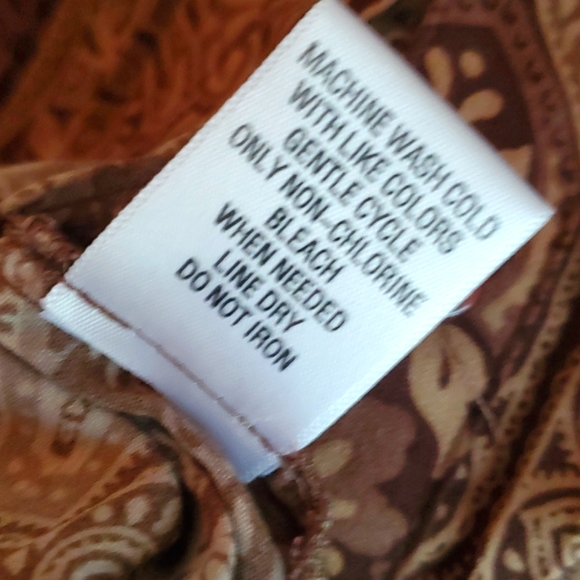 MACHINE WASH COLD
WITH LIKE COLORS
GENTLE CYCLE
ONLY NON-CHLORINE
BLEACH
WHEN NEEDED
LINE DRY
DO NOT IRON